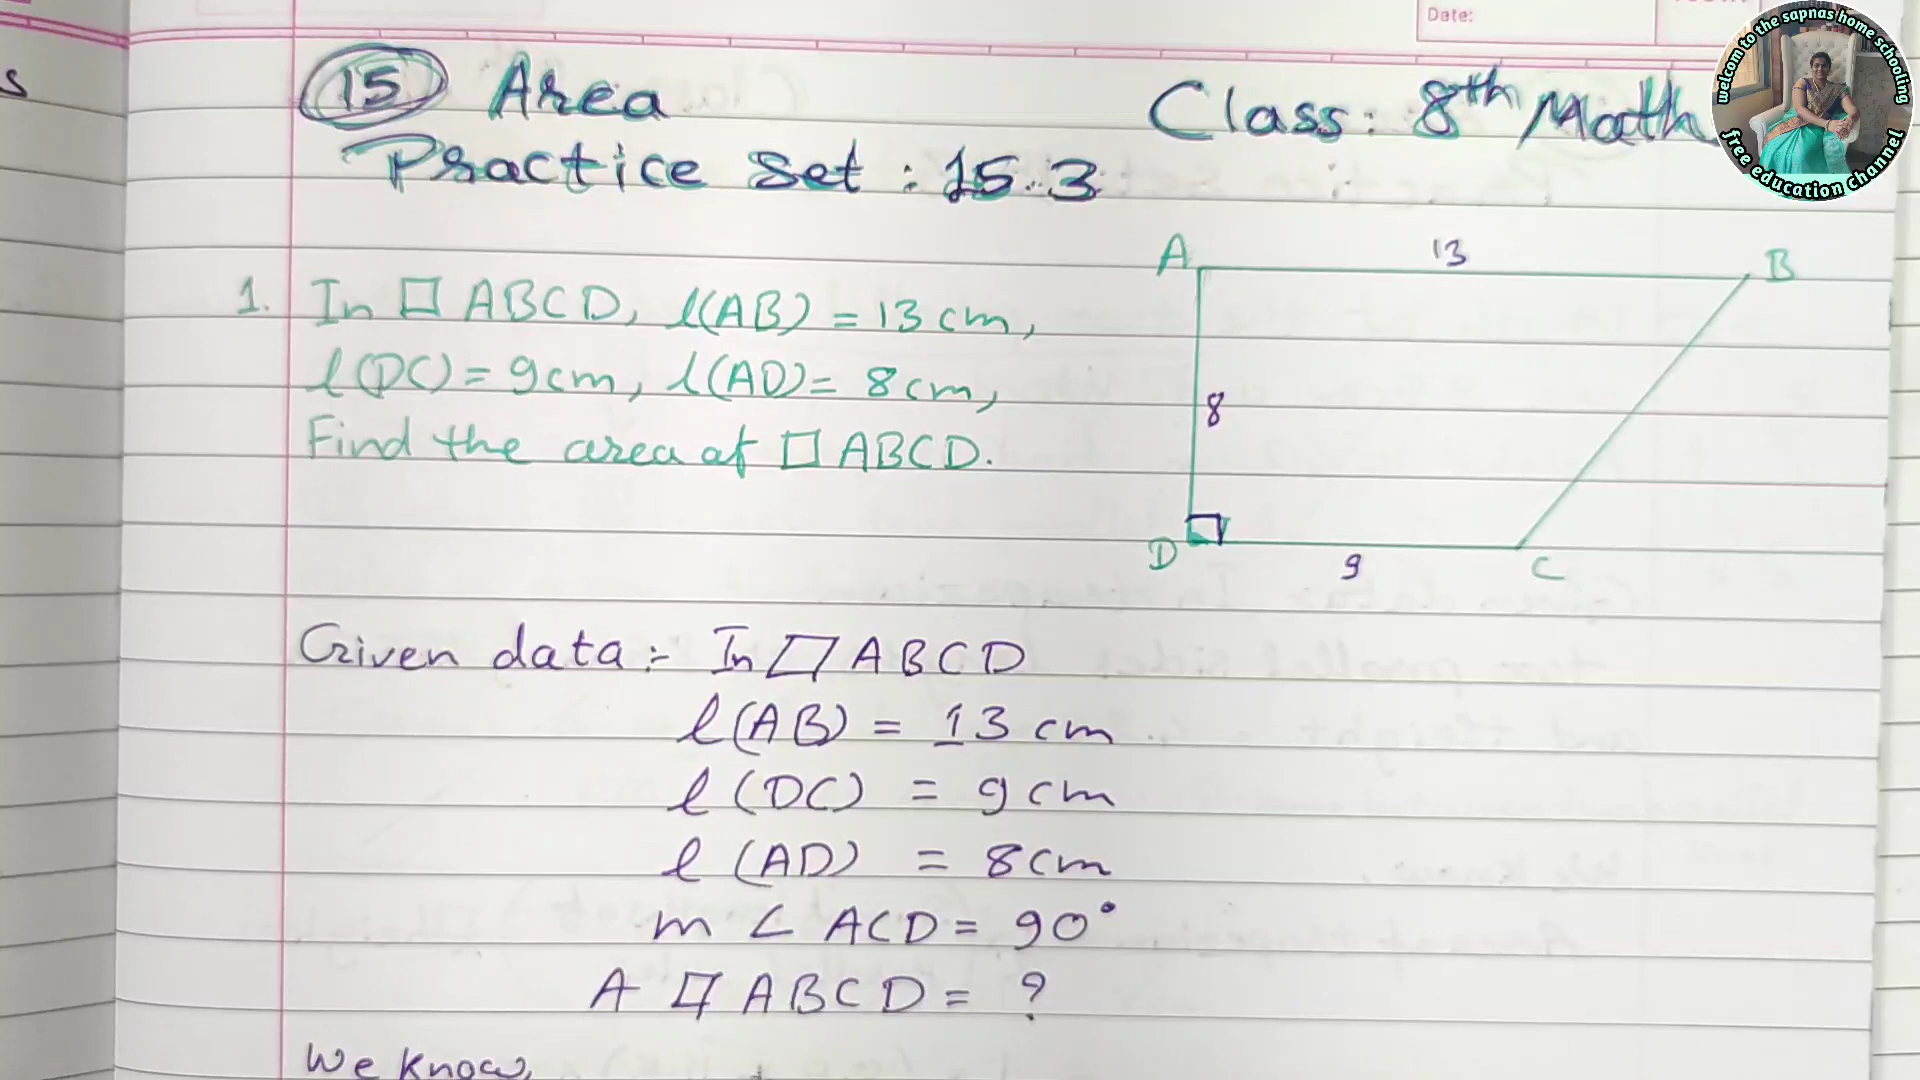 Date:
welcom to the sapnas home schooling
free education channel
s
15 Area
Class: 8th Math
Practice Set : 15.3
1. In □ ABCD, l(AB) = 13 cm,
l(DC) = 9cm, l(AD) = 8cm,
Find the area of □ ABCD.
A 13 B
8
D 9 C
Given data :- In ▱ ABCD
l(AB) = 13 cm
l (DC) = 9 cm
l (AD) = 8cm
m ∠ ACD = 90°
A ▱ ABCD = ?
We know,